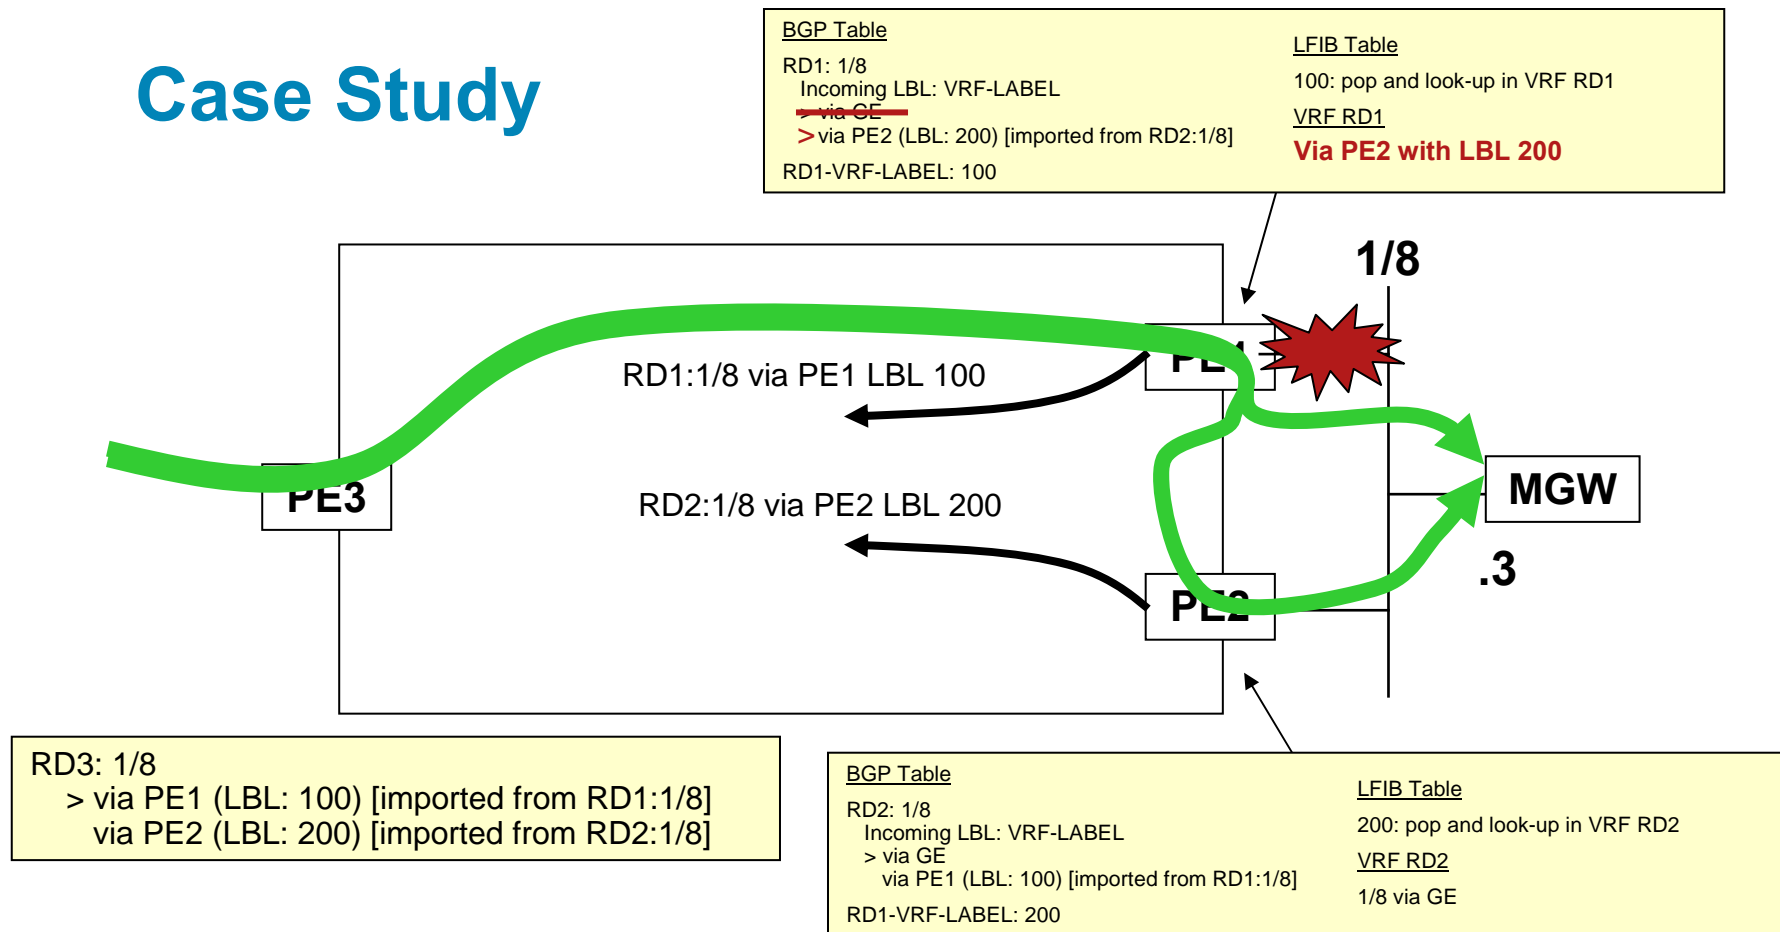 Case Study
BGP Table
RD1: 1/8
Incoming LBL: VRF-LABEL
> via GE
> via PE2 (LBL: 200) [imported from RD2:1/8]
RD1-VRF-LABEL: 100
LFIB Table
100: pop and look-up in VRF RD1
VRF RD1
Via PE2 with LBL 200
1/8
PE1
RD1:1/8 via PE1 LBL 100
PE3
RD2:1/8 via PE2 LBL 200
MGW
.3
PE2
RD3: 1/8
> via PE1 (LBL: 100) [imported from RD1:1/8]
via PE2 (LBL: 200) [imported from RD2:1/8]
BGP Table
RD2: 1/8
Incoming LBL: VRF-LABEL
> via GE
via PE1 (LBL: 100) [imported from RD1:1/8]
RD1-VRF-LABEL: 200
LFIB Table
200: pop and look-up in VRF RD2
VRF RD2
1/8 via GE